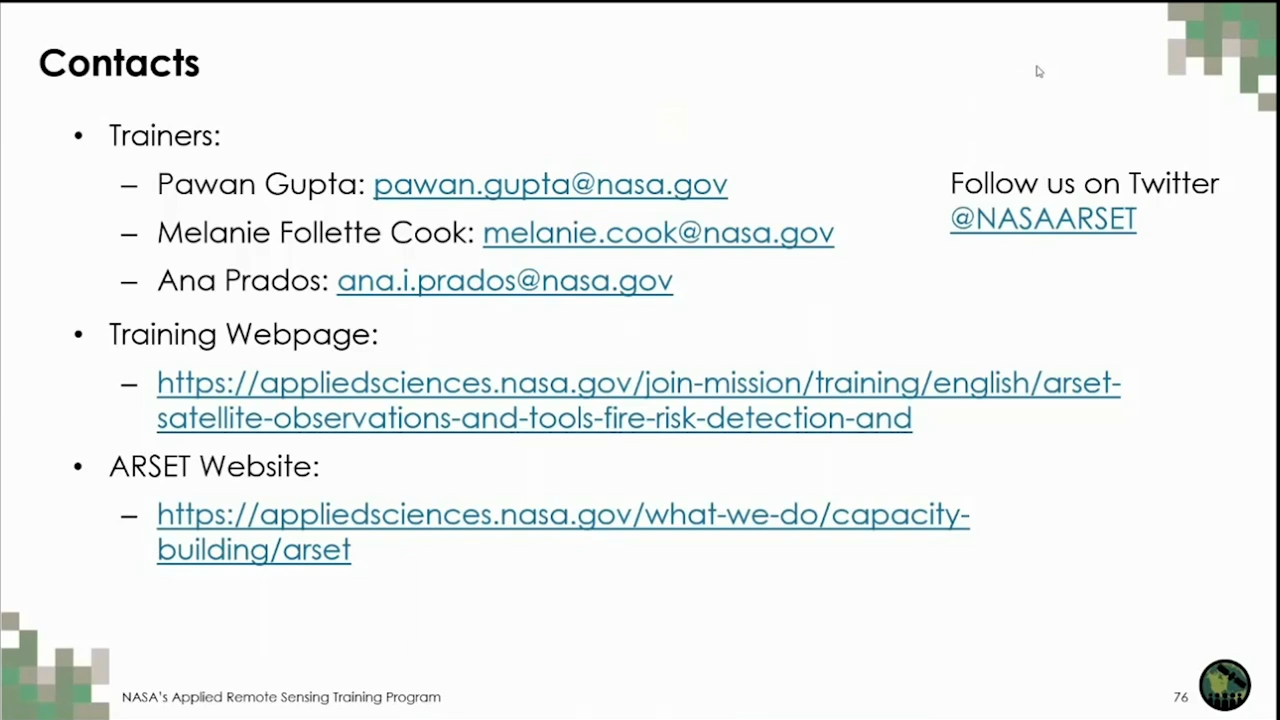 Contacts
• Trainers:
– Pawan Gupta: pawan.gupta@nasa.gov
– Melanie Follette Cook: melanie.cook@nasa.gov
– Ana Prados: ana.i.prados@nasa.gov
Follow us on Twitter
@NASAARSET
• Training Webpage:
– https://appliedsciences.nasa.gov/join-mission/training/english/arset-
satellite-observations-and-tools-fire-risk-detection-and
• ARSET Website:
– https://appliedsciences.nasa.gov/what-we-do/capacity-
building/arset
NASA's Applied Remote Sensing Training Program
76